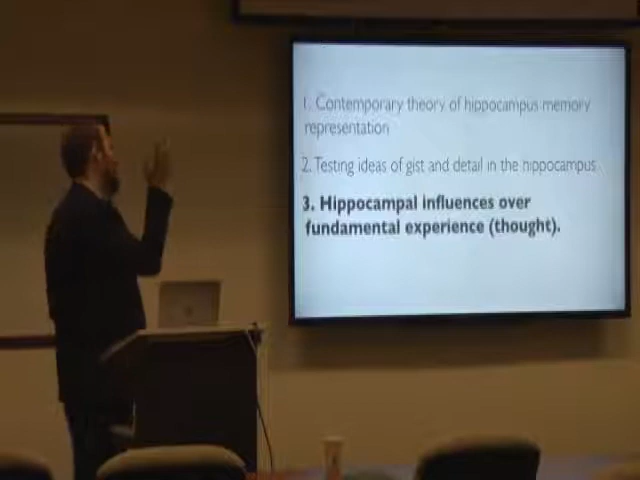 1. Contemporary theory of hippocampus memory
representation
2. Testing ideas of gist and detail in the hippocampus
3. Hippocampal influences over
fundamental experience (thought).